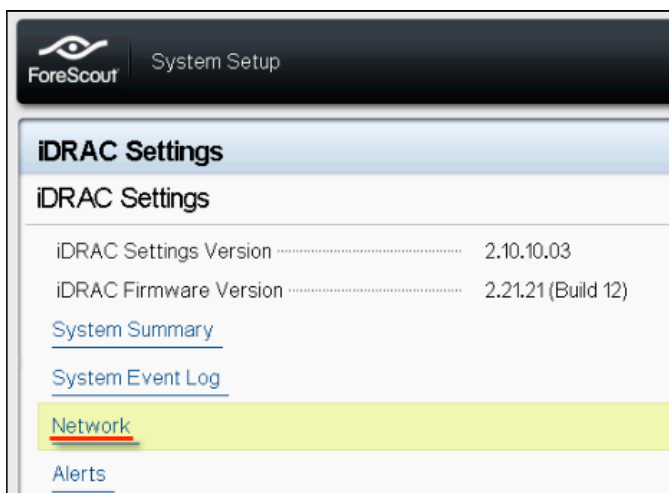 ForeScout
System Setup
iDRAC Settings
iDRAC Settings
iDRAC Settings Version 2.10.10.03
iDRAC Firmware Version 2.21.21 (Build 12)
System Summary
System Event Log
Network
Alerts